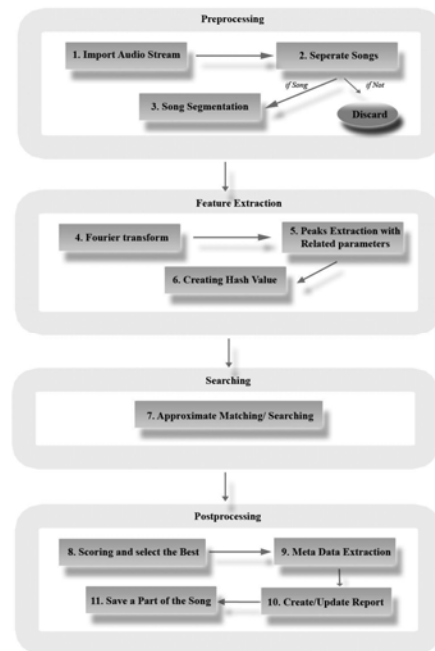 Preprocessing
1. Import Audio Stream
2. Seperate Songs
if Song
if Not
3. Song Segmentation
Discard
Feature Extraction
4. Fourier transform
5. Peaks Extraction with
Related parameters
6. Creating Hash Value
Searching
7. Approximate Matching/ Searching
Postprocessing
8. Scoring and select the Best
9. Meta Data Extraction
11. Save a Part of the Song
10. Create/Update Report